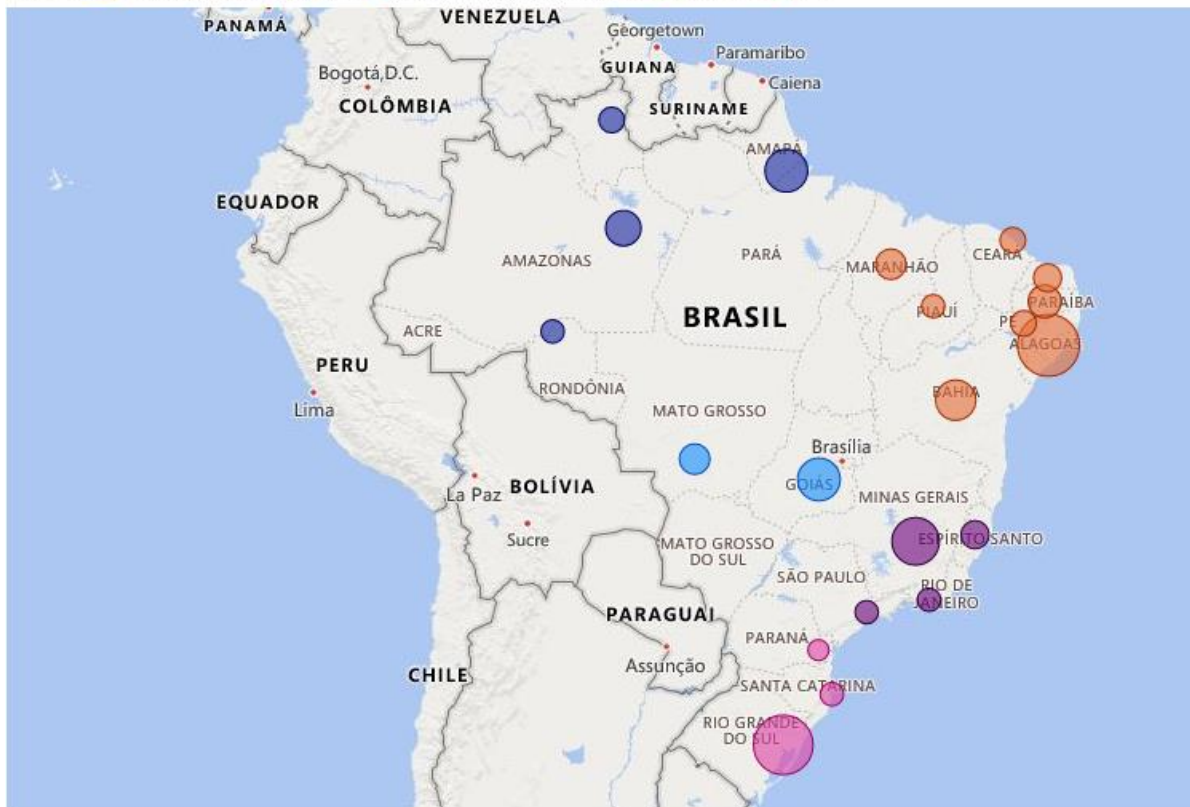 VENEZUELA
PANAMÁ
Georgetown
Paramaribo
GUIANA
Bogotá,D.C.
Caiena
COLÔMBIA
SURINAME
AMAPÁ
EQUADOR
AMAZONAS
PARÁ
MARANHÃO
CEARÁ
PARAÍBA
PIAUÍ
BRASIL
PE
ACRE
ALAGOAS
PERU
RONDÔNIA
BAHIA
Lima
MATO GROSSO
Brasília
La Paz
BOLÍVIA
GOIÁS
MINAS GERAIS
Sucre
ESPÍRITO SANTO
MATO GROSSO
DO SUL
SÃO PAULO
RIO DE
JANEIRO
PARAGUAI
PARANÁ
Assunção
CHILE
SANTA CATARINA
RIO GRANDE
DO SUL